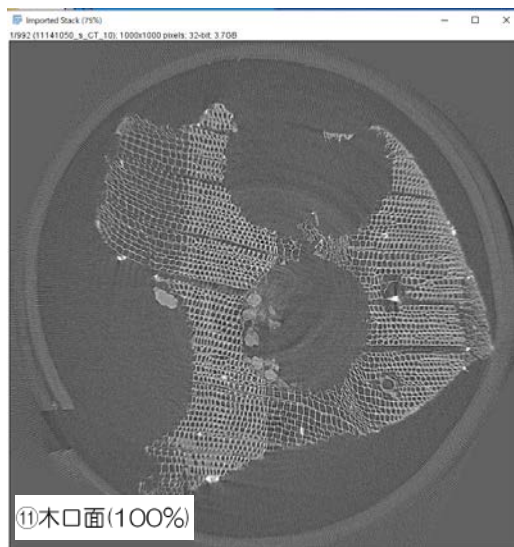 Imported Stack (75%)
1/992 (11141050_s_CT_10); 1000x1000 pixels; 32-bit; 3.7GB
⑪木口面(100%)